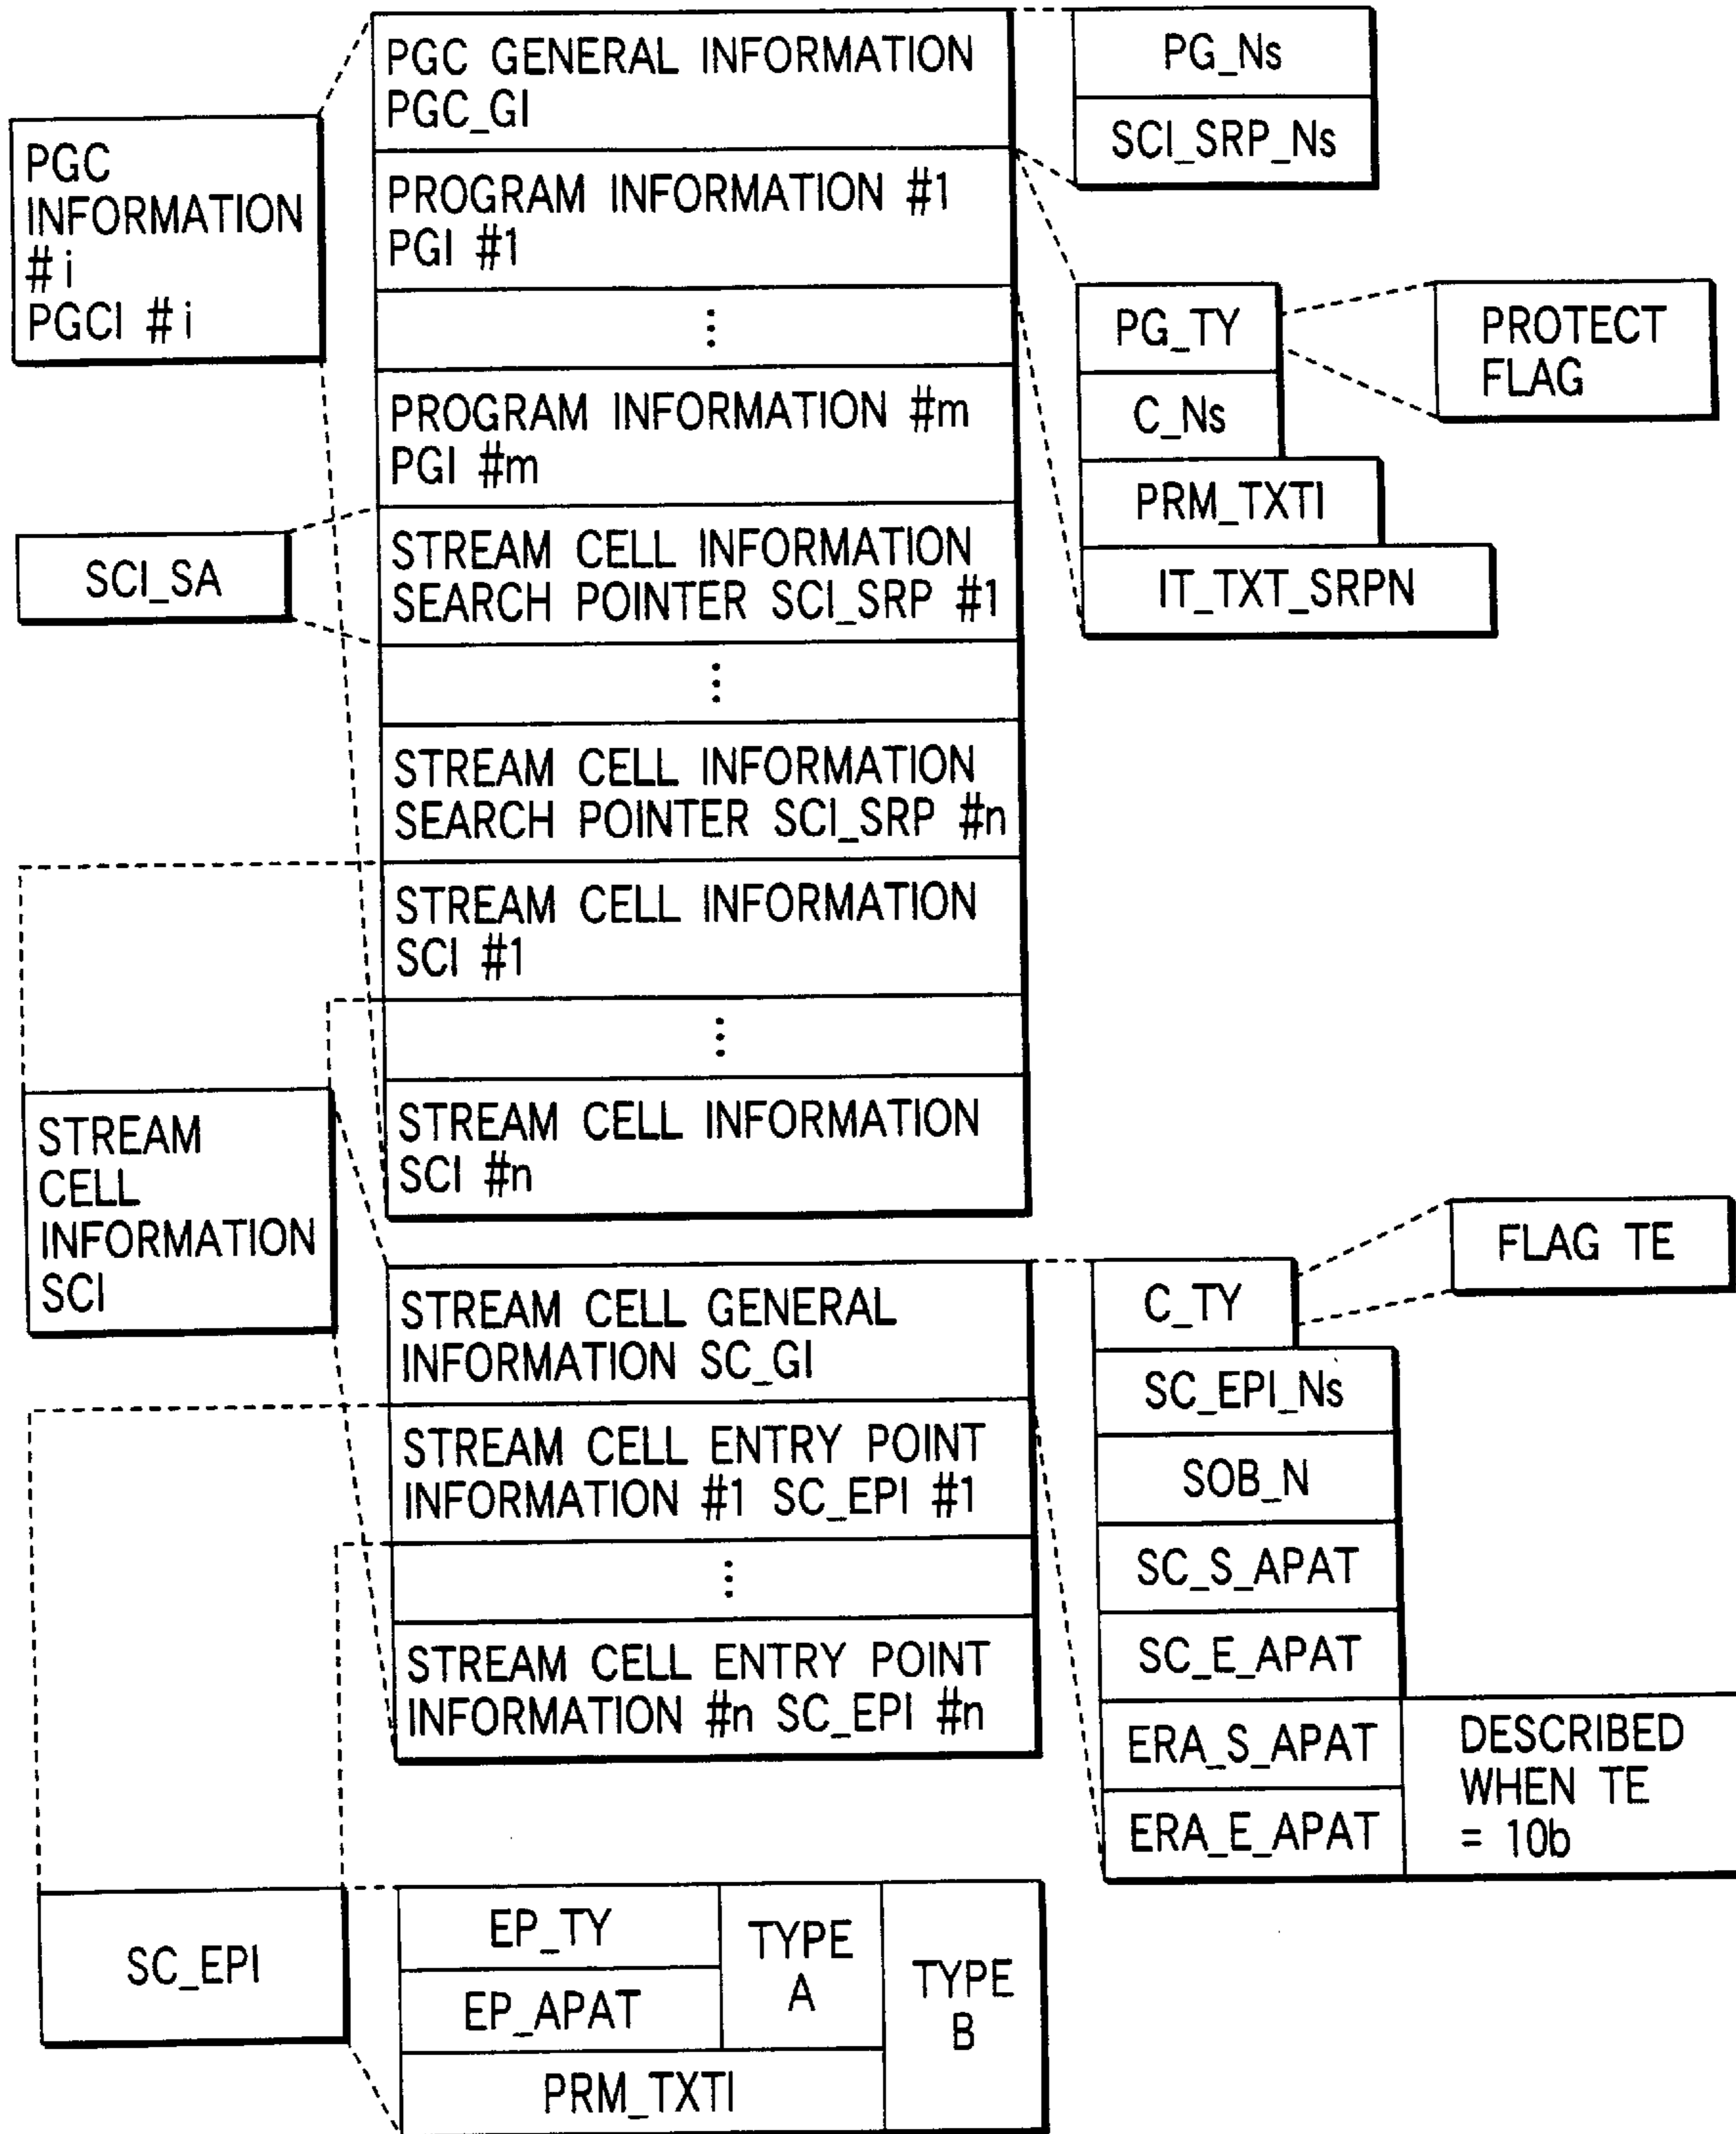 PGC
INFORMATION
#i
PGCI #i
PGC GENERAL INFORMATION
PGC_GI
PROGRAM INFORMATION #1
PGI #1
⋮
PROGRAM INFORMATION #m
PGI #m
STREAM CELL INFORMATION
SEARCH POINTER SCI_SRP #1
⋮
STREAM CELL INFORMATION
SEARCH POINTER SCI_SRP #n
STREAM CELL INFORMATION
SCI #1
⋮
STREAM CELL INFORMATION
SCI #n
PG_Ns
SCI_SRP_Ns
PG_TY
C_Ns
PRM_TXTI
IT_TXT_SRPN
PROTECT
FLAG
SCI_SA
STREAM
CELL
INFORMATION
SCI
STREAM CELL GENERAL
INFORMATION SC_GI
STREAM CELL ENTRY POINT
INFORMATION #1 SC_EPI #1
⋮
STREAM CELL ENTRY POINT
INFORMATION #n SC_EPI #n
C_TY
SC_EPI_Ns
SOB_N
SC_S_APAT
SC_E_APAT
ERA_S_APAT
ERA_E_APAT
FLAG TE
DESCRIBED
WHEN TE
= 10b
SC_EPI
EP_TY
EP_APAT
PRM_TXTI
TYPE
A
TYPE
B